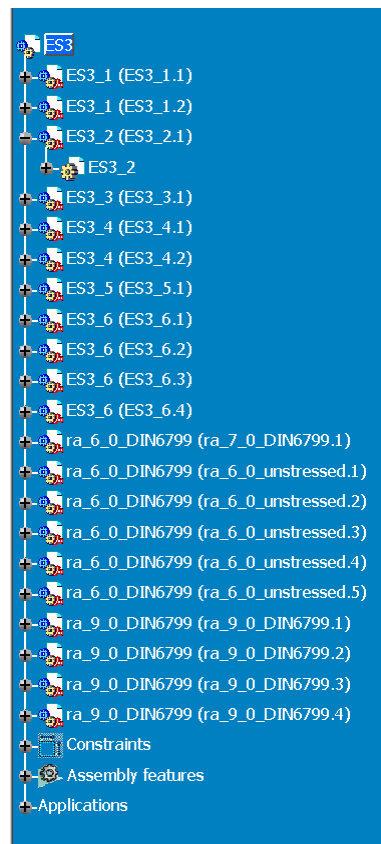 ES3
ES3_1 (ES3_1.1)
ES3_1 (ES3_1.2)
ES3_2 (ES3_2.1)
ES3_2
ES3_3 (ES3_3.1)
ES3_4 (ES3_4.1)
ES3_4 (ES3_4.2)
ES3_5 (ES3_5.1)
ES3_6 (ES3_6.1)
ES3_6 (ES3_6.2)
ES3_6 (ES3_6.3)
ES3_6 (ES3_6.4)
ra_6_0_DIN6799 (ra_7_0_DIN6799.1)
ra_6_0_DIN6799 (ra_6_0_unstressed.1)
ra_6_0_DIN6799 (ra_6_0_unstressed.2)
ra_6_0_DIN6799 (ra_6_0_unstressed.3)
ra_6_0_DIN6799 (ra_6_0_unstressed.4)
ra_6_0_DIN6799 (ra_6_0_unstressed.5)
ra_9_0_DIN6799 (ra_9_0_DIN6799.1)
ra_9_0_DIN6799 (ra_9_0_DIN6799.2)
ra_9_0_DIN6799 (ra_9_0_DIN6799.3)
ra_9_0_DIN6799 (ra_9_0_DIN6799.4)
Constraints
Assembly features
Applications